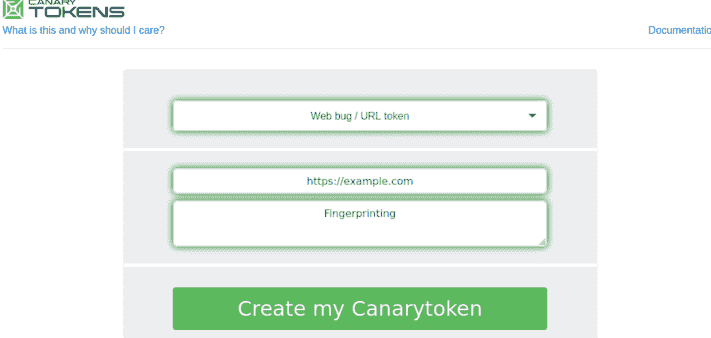 CANARY
TOKENS
What is this and why should I care?
Documentatio
Web bug / URL token
https://example.com
Fingerprinting
Create my Canarytoken